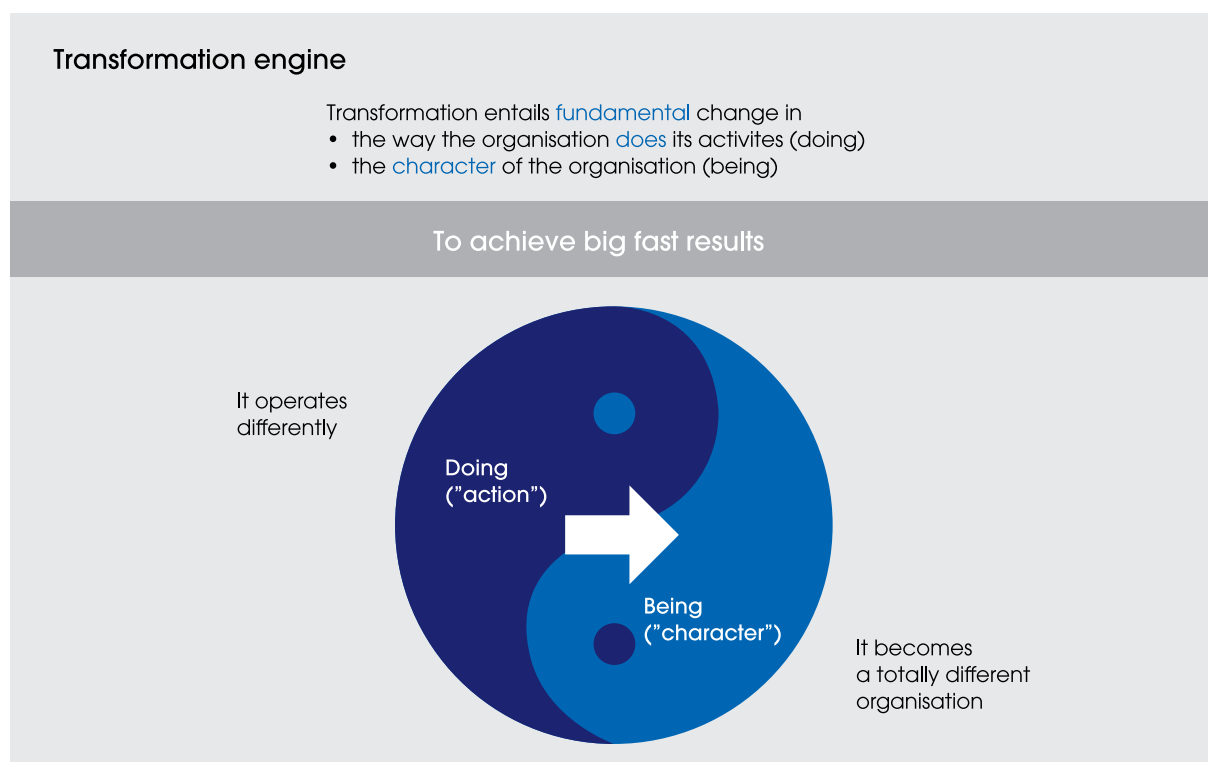 Transformation engine
Transformation entails fundamental change in
• the way the organisation does its activites (doing)
• the character of the organisation (being)
To achieve big fast results
It operates
differently
Doing
(”action”)
Being
(”character”)
It becomes
a totally different
organisation